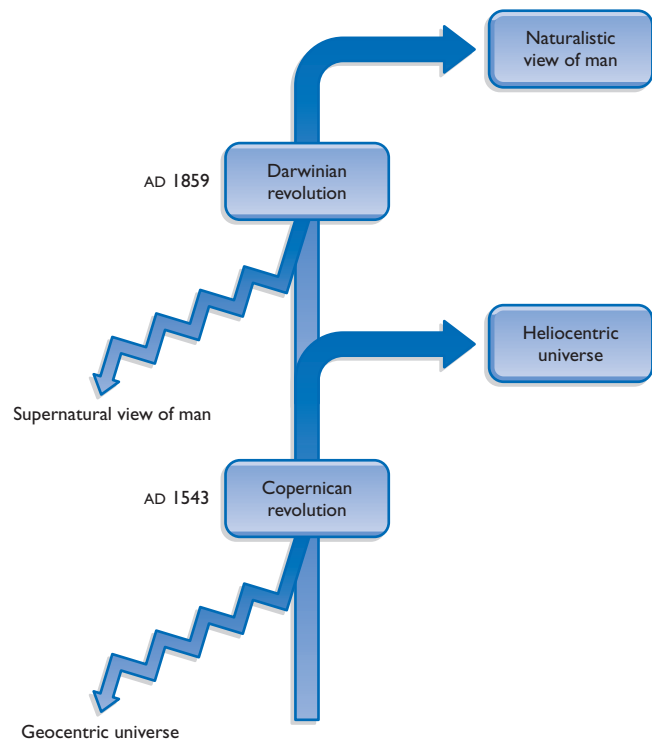 Naturalistic
view of man
AD 1859
Darwinian
revolution
Supernatural view of man
Heliocentric
universe
AD 1543
Copernican
revolution
Geocentric universe